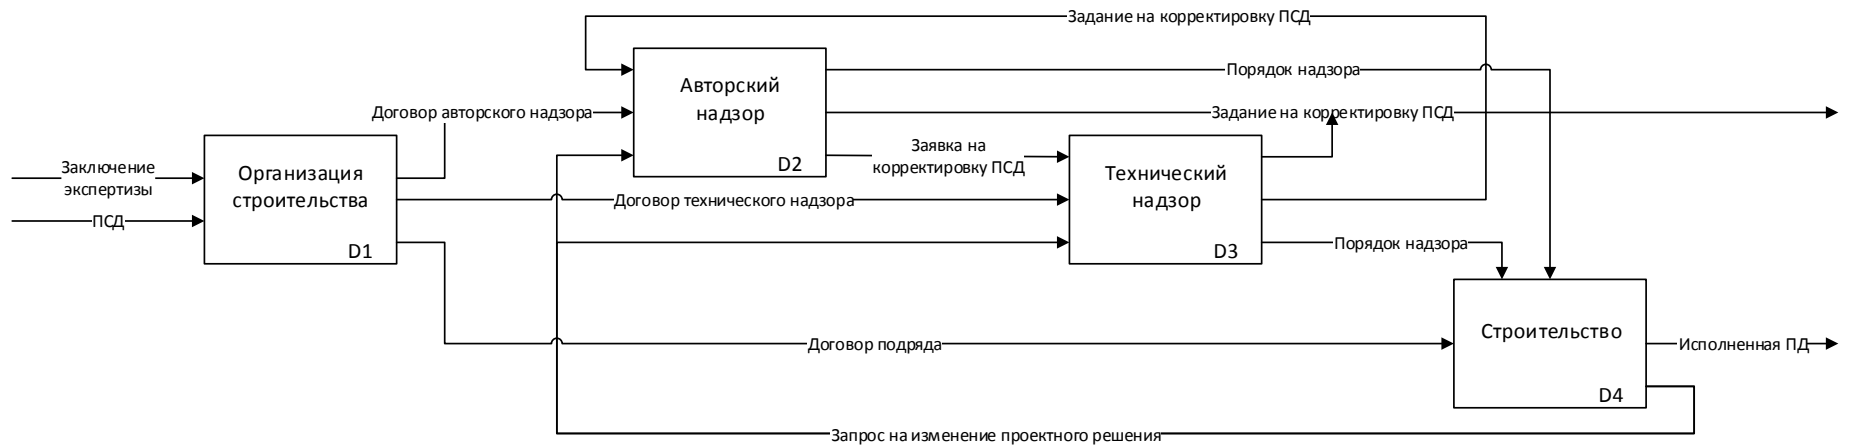 Задание на корректировку ПСД
Авторский
надзор
D2
Порядок надзора
Договор авторского надзора
Задание на корректировку ПСД
Заявка на
корректировку ПСД
Заключение
экспертизы
ПСД
Организация
строительства
D1
Договор технического надзора
Технический
надзор
D3
Порядок надзора
Договор подряда
Строительство
D4
Исполненная ПД
Запрос на изменение проектного решения